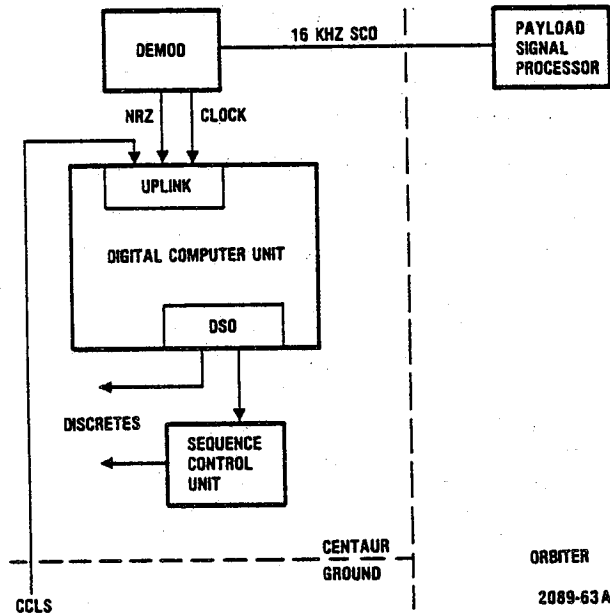 16 KHZ SCO
DEMOD
PAYLOAD
SIGNAL
PROCESSOR
NRZ
CLOCK
UPLINK
DIGITAL COMPUTER UNIT
DSO
DISCRETES
SEQUENCE
CONTROL
UNIT
CENTAUR
GROUND
ORBITER
CCLS
2089-63A